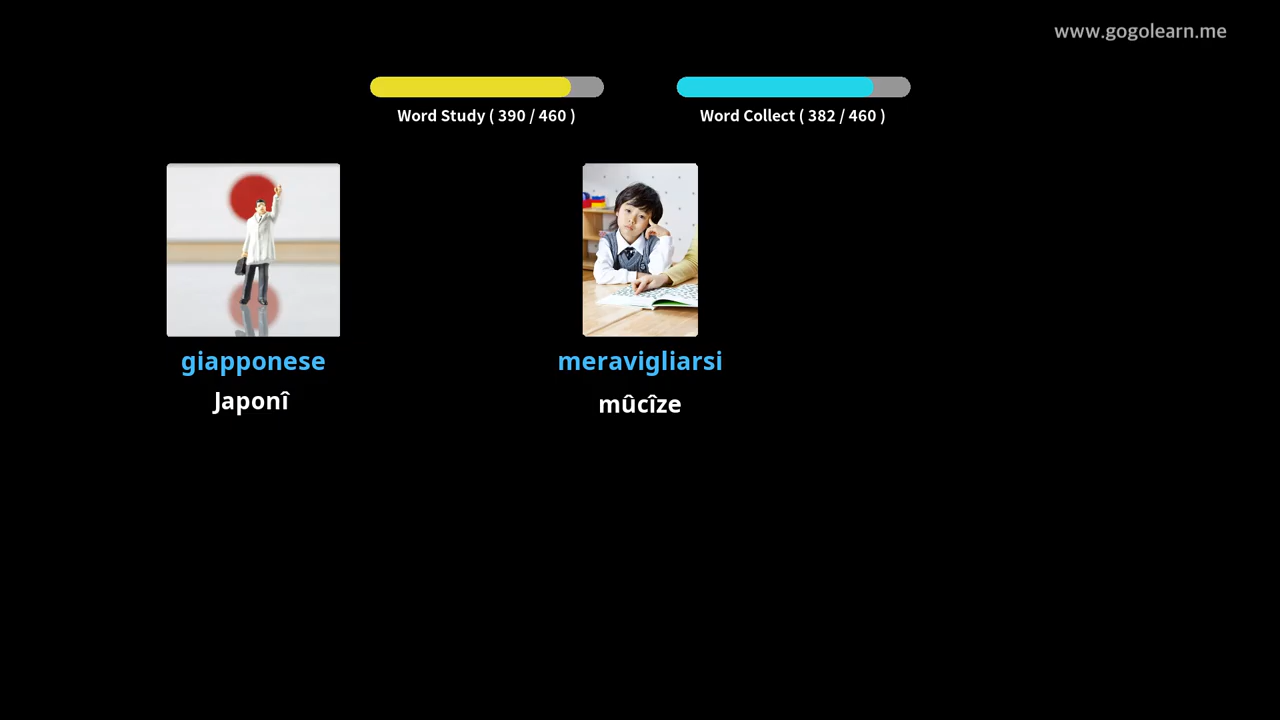 www.gogolearn.me
Word Study ( 390 / 460 )
Word Collect ( 382 / 460 )
giapponese
Japonî
meravigliarsi
mûcîze